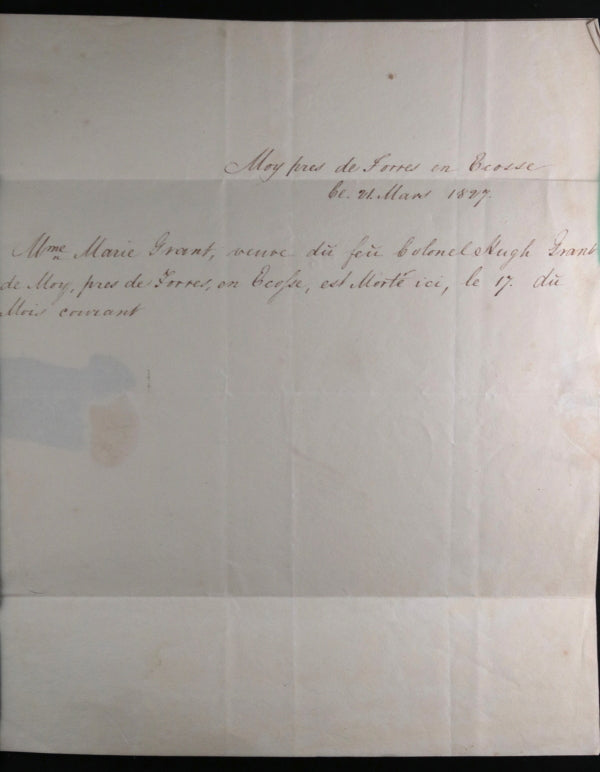 Moy pres de Forres en Ecosse
Ce. 21. Mars 1827.
Mme Marie Grant, veuve du feu Colonel Hugh Grant
de Moy, pres de Forres, en Ecosse, est Morte ici, le 17. du
Mois courant